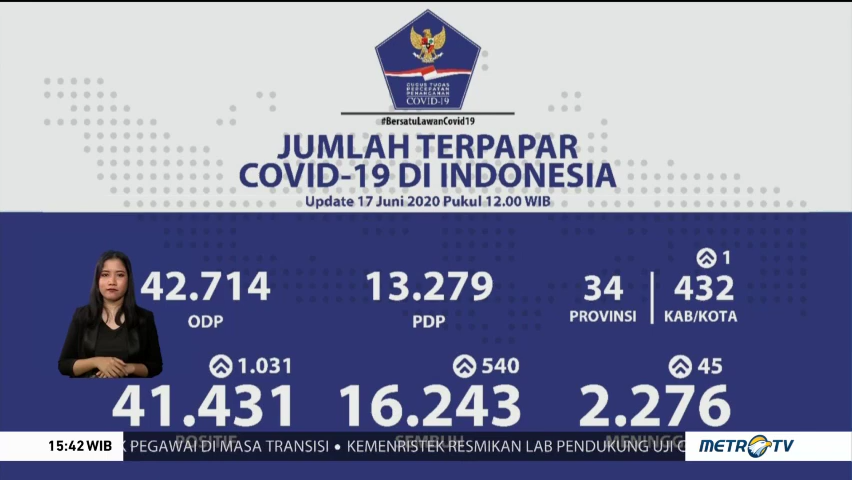 GUGUS TUGAS
PERCEPATAN
PENANGANAN
COVID-19
#BersatuLawanCovid19
JUMLAH TERPAPAR
COVID-19 DI INDONESIA
Update 17 Juni 2020 Pukul 12.00 WIB
42.714
ODP
13.279
PDP
34
PROVINSI
1
432
KAB/KOTA
1.031
41.431
POSITIF
540
16.243
SEMBUH
45
2.276
15:42 WIB
PEGAWAI DI MASA TRANSISI • KEMENRISTEK RESMIKAN LAB PENDUKUNG UJI
METRO TV